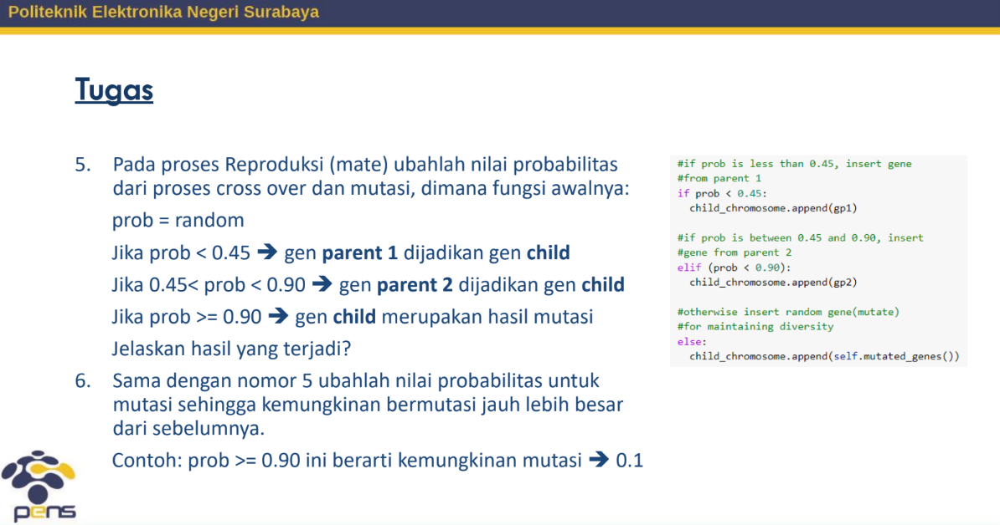 Politeknik Elektronika Negeri Surabaya
Tugas
5. Pada proses Reproduksi (mate) ubahlah nilai probabilitas
dari proses cross over dan mutasi, dimana fungsi awalnya:
prob = random
Jika prob < 0.45 ➔ gen parent 1 dijadikan gen child
Jika 0.45< prob < 0.90 ➔ gen parent 2 dijadikan gen child
Jika prob >= 0.90 ➔ gen child merupakan hasil mutasi
Jelaskan hasil yang terjadi?
6. Sama dengan nomor 5 ubahlah nilai probabilitas untuk
mutasi sehingga kemungkinan bermutasi jauh lebih besar
dari sebelumnya.
Contoh: prob >= 0.90 ini berarti kemungkinan mutasi ➔ 0.1
#if prob is less than 0.45, insert gene
#from parent 1
if prob < 0.45:
child_chromosome.append(gp1)
#if prob is between 0.45 and 0.90, insert
#gene from parent 2
elif (prob < 0.90):
child_chromosome.append(gp2)
#otherwise insert random gene(mutate)
#for maintaining diversity
else:
child_chromosome.append(self.mutated_genes())
pens